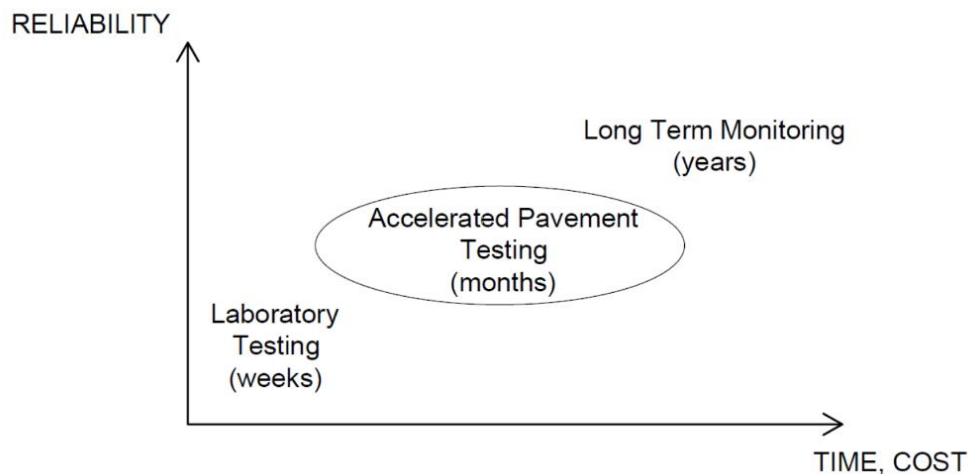 RELIABILITY
Long Term Monitoring
(years)
Accelerated Pavement
Testing
(months)
Laboratory
Testing
(weeks)
TIME, COST